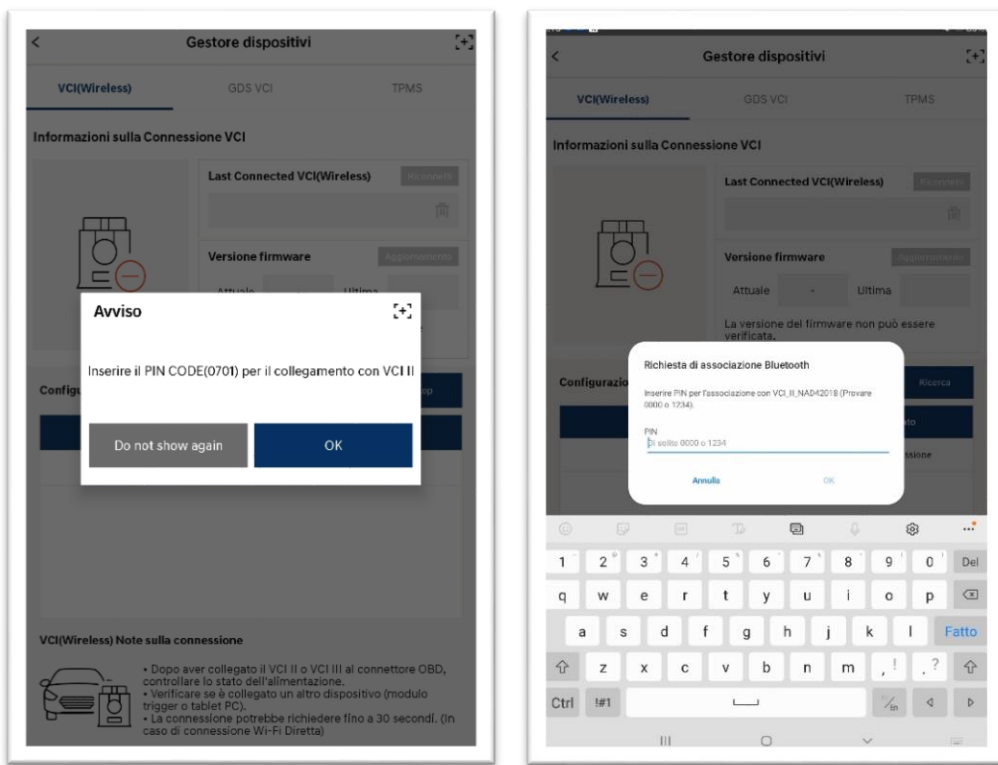 Gestore dispositivi
VCI(Wireless) GDS VCI TPMS
Informazioni sulla Connessione VCI
Last Connected VCI(Wireless) Riconnetti
Versione firmware Aggiornamento
Attuale - Ultima
Avviso
Inserire il PIN CODE(0701) per il collegamento con VCI II
Configu
Do not show again OK
VCI(Wireless) Note sulla connessione
• Dopo aver collegato il VCI II o VCI III al connettore OBD,
controllare lo stato dell'alimentazione.
• Verificare se è collegato un altro dispositivo (modulo
trigger o tablet PC).
• La connessione potrebbe richiedere fino a 30 secondi. (In
caso di connessione Wi-Fi Diretta)
Gestore dispositivi
VCI(Wireless) GDS VCI TPMS
Informazioni sulla Connessione VCI
Last Connected VCI(Wireless) Riconnetti
Versione firmware Aggiornamento
Attuale - Ultima
La versione del firmware non può essere
verificata.
Richiesta di associazione Bluetooth
Configurazio Ricerca
Inserire PIN per l'associazione con VCI_II_NAD42018 (Provare
0000 o 1234).
PIN
Di solito 0000 o 1234
Annulla OK
1 2 3 4 5 6 7 8 9 0 Del
q w e r t y u i o p
a s d f g h j k l Fatto
z x c v b n m , ! . ?
Ctrl !#1